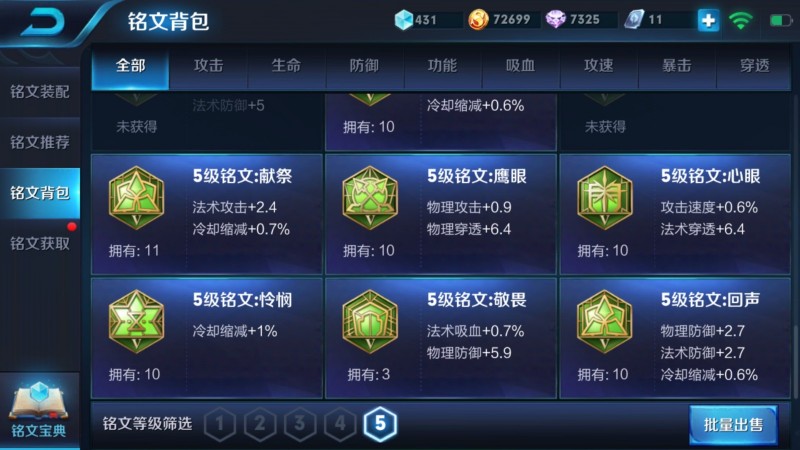 铭文背包
431
72699
7325
11
铭文装配
铭文推荐
铭文背包
铭文获取
铭文宝典
全部
攻击
生命
防御
功能
吸血
攻速
暴击
穿透
法术防御+5
未获得
冷却缩减+0.6%
拥有: 10
未获得
5级铭文:献祭
法术攻击+2.4
冷却缩减+0.7%
拥有: 11
5级铭文:鹰眼
物理攻击+0.9
物理穿透+6.4
拥有: 10
5级铭文:心眼
攻击速度+0.6%
法术穿透+6.4
拥有: 10
5级铭文:怜悯
冷却缩减+1%
拥有: 10
5级铭文:敬畏
法术吸血+0.7%
物理防御+5.9
拥有: 3
5级铭文:回声
物理防御+2.7
法术防御+2.7
冷却缩减+0.6%
拥有: 10
铭文等级筛选
1
2
3
4
5
批量出售